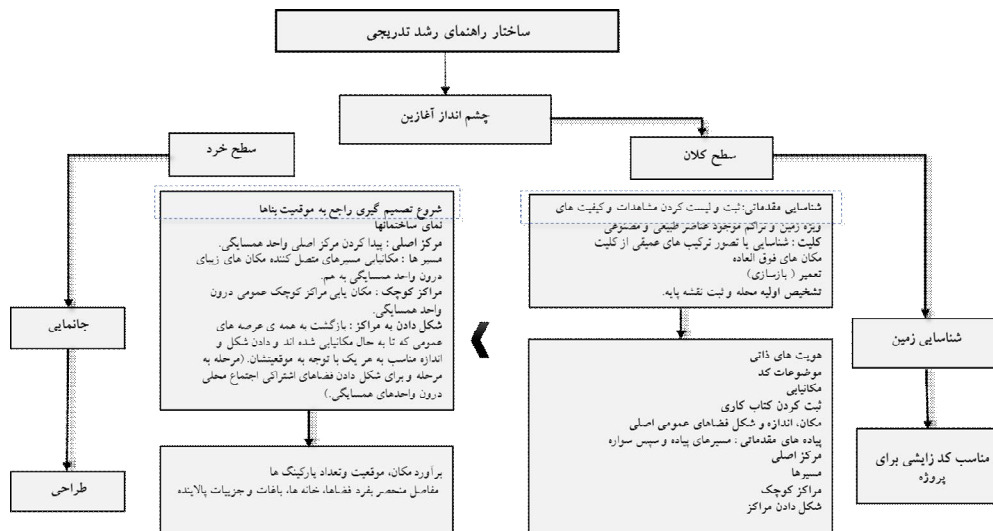 ساختار راهنمای رشد تدریجی
چشم انداز آغازین
سطح کلان
سطح خرد
شناسایی مقدماتی: ثبت و لیست کردن مشاهدات و کیفیت های
ویژه زمین و تراکم موجود عناصر طبیعی و مصنوعی
کلیت : شناسایی یا تصور ترکیب های عمیقی از کلیت
مکان های فوق العاده
تعمیر ( بازسازی)
تشخیص اولیه محله و ثبت نقشه پایه.
شناسایی زمین
مناسب کد زایشی برای
پروژه
هویت های ذاتی
موضوعات کد
مکانیابی
ثبت کردن کتاب کاری
مکان، اندازه و شکل فضاهای عمومی اصلی
پیاده های مقدماتی : مسیرهای پیاده و سپس سواره
مرکز اصلی
مسیرها
مراکز کوچک
شکل دادن مراکز
شروع تصمیم گیری راجع به موقعیت بناها
نمای ساختمانها
مرکز اصلی : پیدا کردن مرکز اصلی واحد همسایگی.
مسیر ها : مکانیابی مسیرهای متصل کننده مکان های زیبای
درون واحد همسایگی به هم.
مراکز کوچک : مکان یابی مراکز کوچک عمومی درون
واحد همسایگی.
شکل دادن به مراکز : بازگشت به همه ی عرصه های
عمومی که تا به حال مکانیابی شده اند و دادن شکل و
اندازه مناسب به هر یک با توجه به موقعیتشان. (مرحله به
مرحله و برای شکل دادن فضاهای اشتراکی اجتماع محلی
درون واحدهای همسایگی.)
برآورد مکان، موقعیت وتعداد پارکینگ ها
مفاصل منحصر بفرد فضاها، خانه ها، باغات و جزییات پالاینده
جانمایی
طراحی